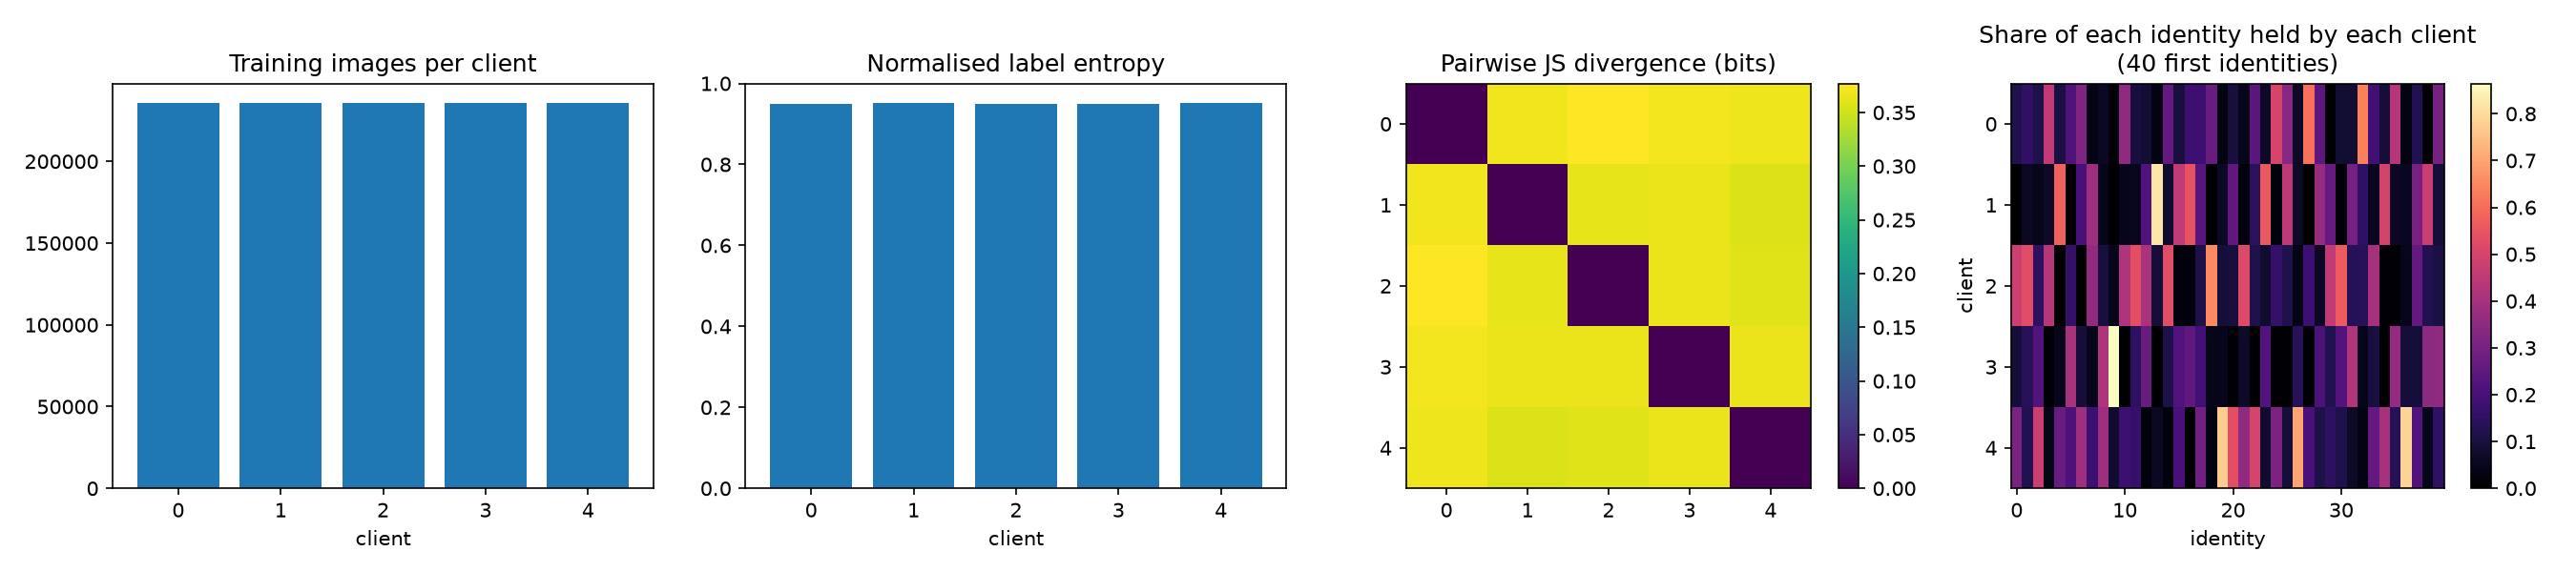 Training images per client
200000
150000
100000
50000
0
0 1 2 3 4
client
Normalised label entropy
1.0
0.8
0.6
0.4
0.2
0.0
0 1 2 3 4
client
Pairwise JS divergence (bits)
0
1
2
3
4
0 1 2 3 4
0.35
0.30
0.25
0.20
0.15
0.10
0.05
0.00
Share of each identity held by each client
(40 first identities)
client
0
1
2
3
4
0 10 20 30
identity
0.8
0.7
0.6
0.5
0.4
0.3
0.2
0.1
0.0